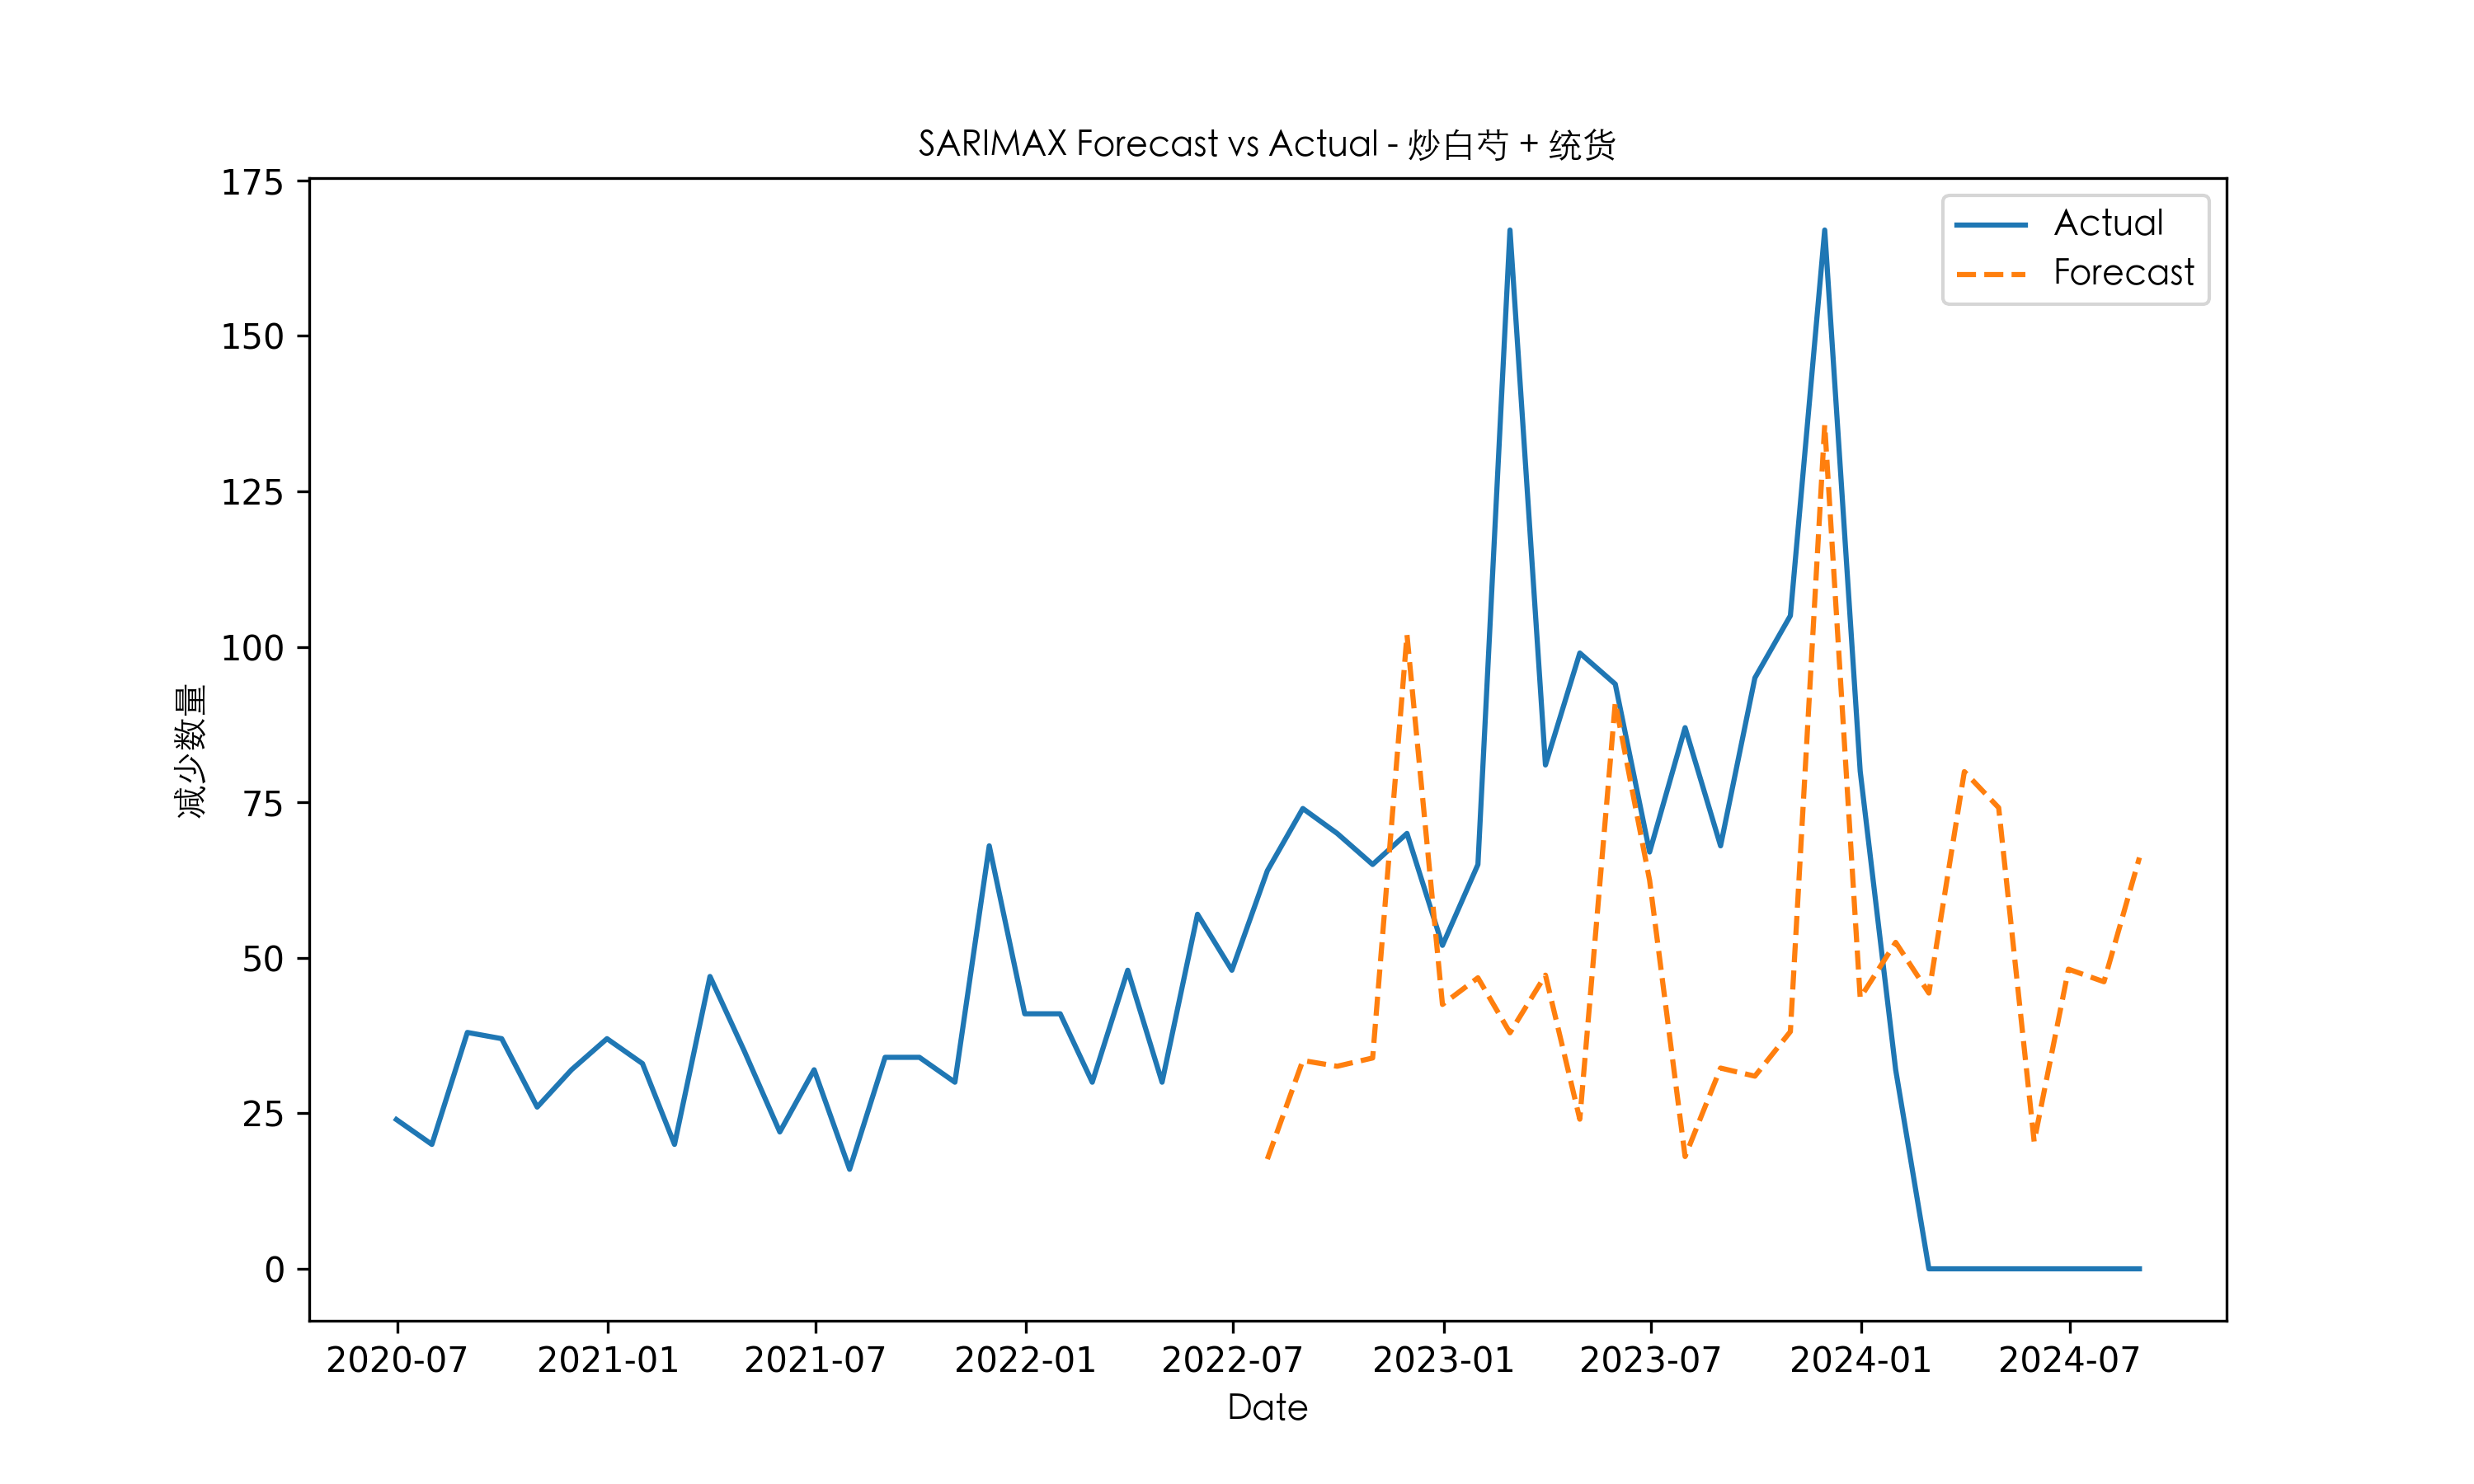 SARIMAX Forecast vs Actual - 炒白芍 + 统货
Actual
Forecast
175
150
125
100
75
50
25
0
减少数量
2020-07 2021-01 2021-07 2022-01 2022-07 2023-01 2023-07 2024-01 2024-07
Date